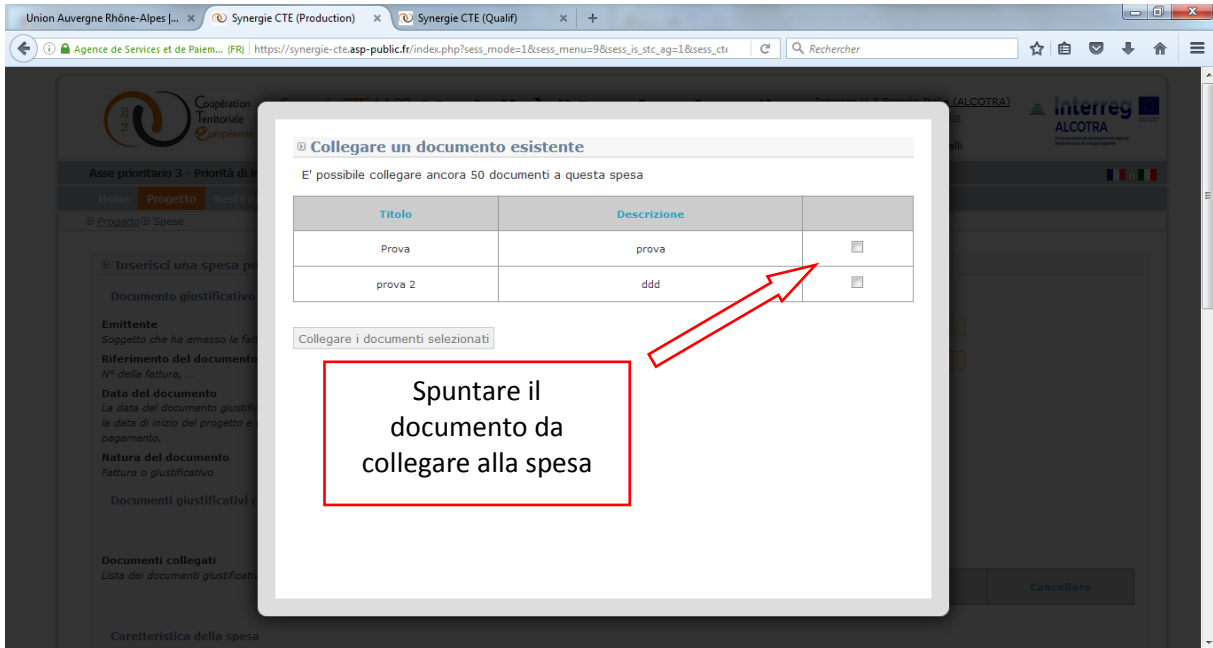 Union Auvergne Rhône-Alpes |... × Synergie CTE (Production) × Synergie CTE (Qualif) × +
Agence de Services et de Paiem... (FR) https://synergie-cte.asp-public.fr/index.php?sess_mode=1&sess_menu=9&sess_is_stc_ag=1&sess_cte Rechercher
14-20
Coopération
Territoriale
Européenne
(ALCOTRA)
Interreg
ALCOTRA
Asse prioritario 3 - Priorità di
Home Progetto Restitu
Progetto Spese
Inserisci una spesa pe
Documento giustificativo
Emittente
Soggetto che ha emesso la fat
Riferimento del documento
N° della fattura, ...
Data del documento
La data del documento giustific
la data di inizio del progetto e
pagamento.
Natura del documento
Fattura o giustificativo
Documenti giustificativi c
Documenti collegati
Lista dei documenti giustificativ
Cancellare
Caretteristica della spesa
Collegare un documento esistente
E' possibile collegare ancora 50 documenti a questa spesa
Titolo Descrizione
Prova prova
prova 2 ddd
Collegare i documenti selezionati
Spuntare il
documento da
collegare alla spesa